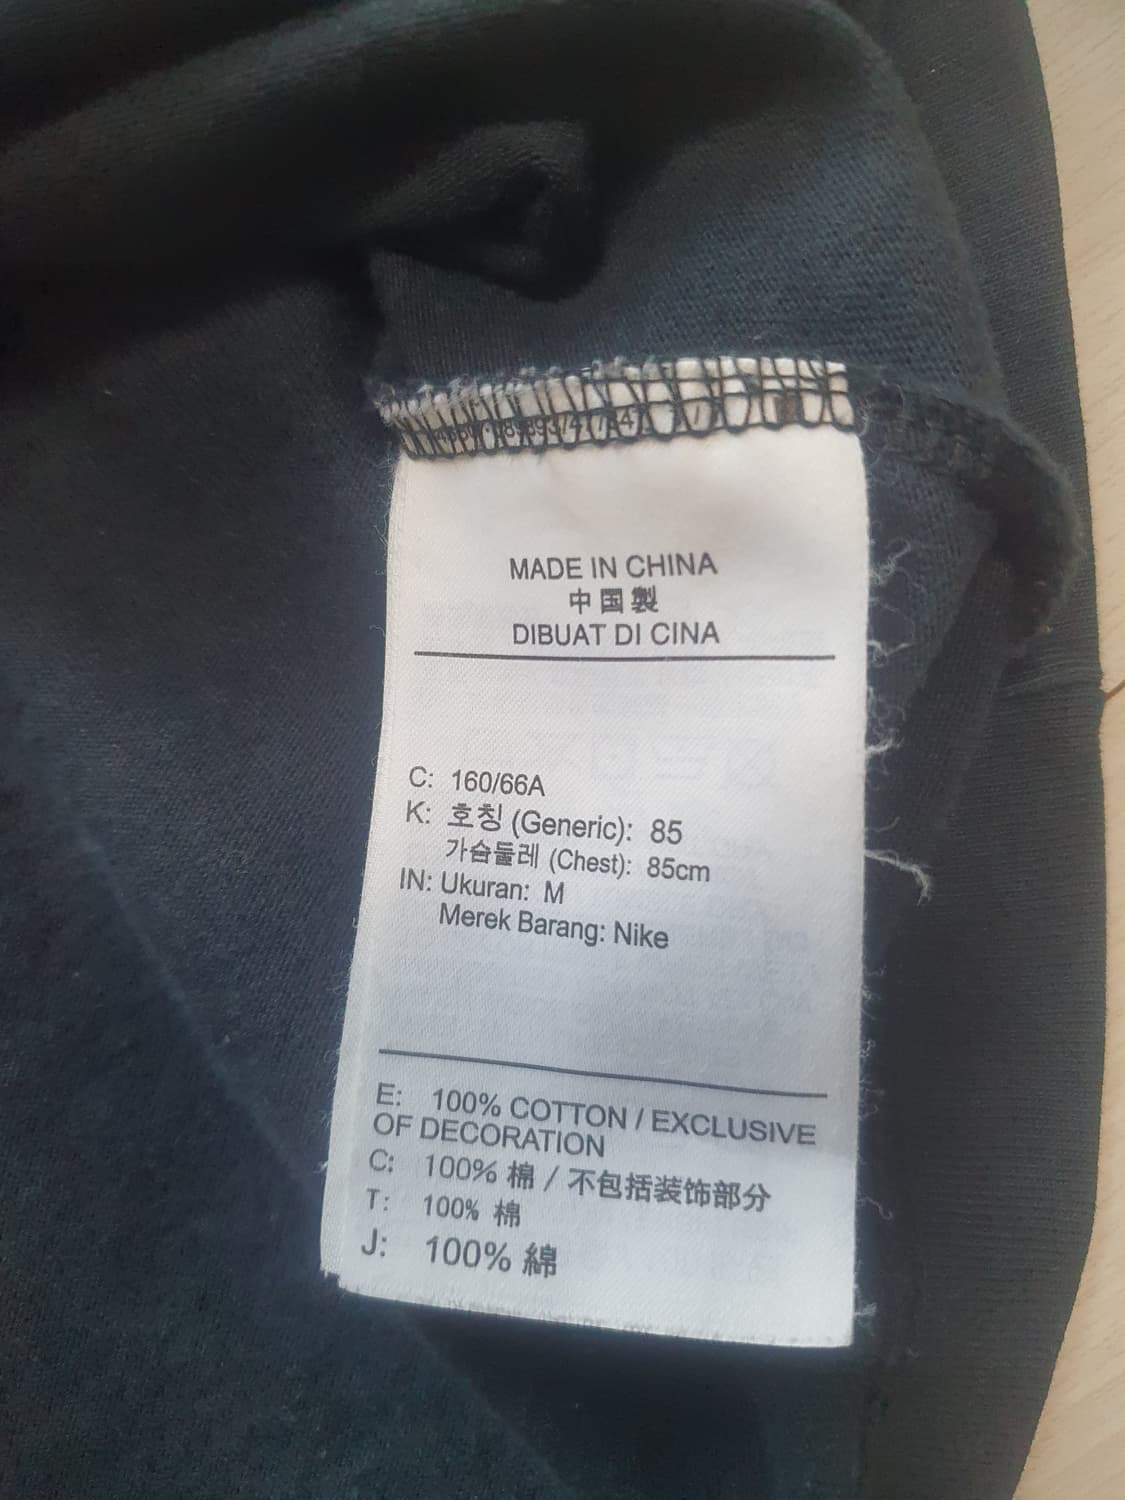 MADE IN CHINA
中国製
DIBUAT DI CINA
C: 160/66A
K: 호칭 (Generic): 85
가슴둘레 (Chest): 85cm
IN: Ukuran: M
Merek Barang: Nike
E: 100% COTTON / EXCLUSIVE
OF DECORATION
C: 100% 棉 / 不包括装饰部分
T: 100% 棉
J: 100% 綿